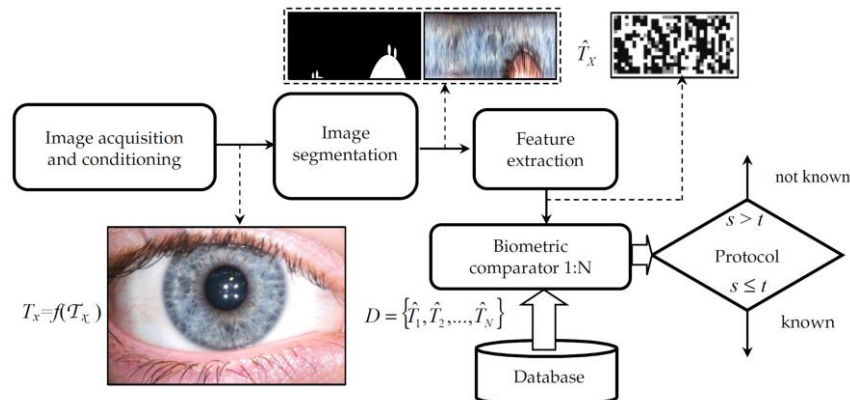 T̂_X
Image acquisition
and conditioning
Image
segmentation
Feature
extraction
not known
s > t
Biometric
comparator 1:N
Protocol
s ≤ t
T_x=f(𝒯_x)
D = {T̂_1, T̂_2,..., T̂_N}
known
Database